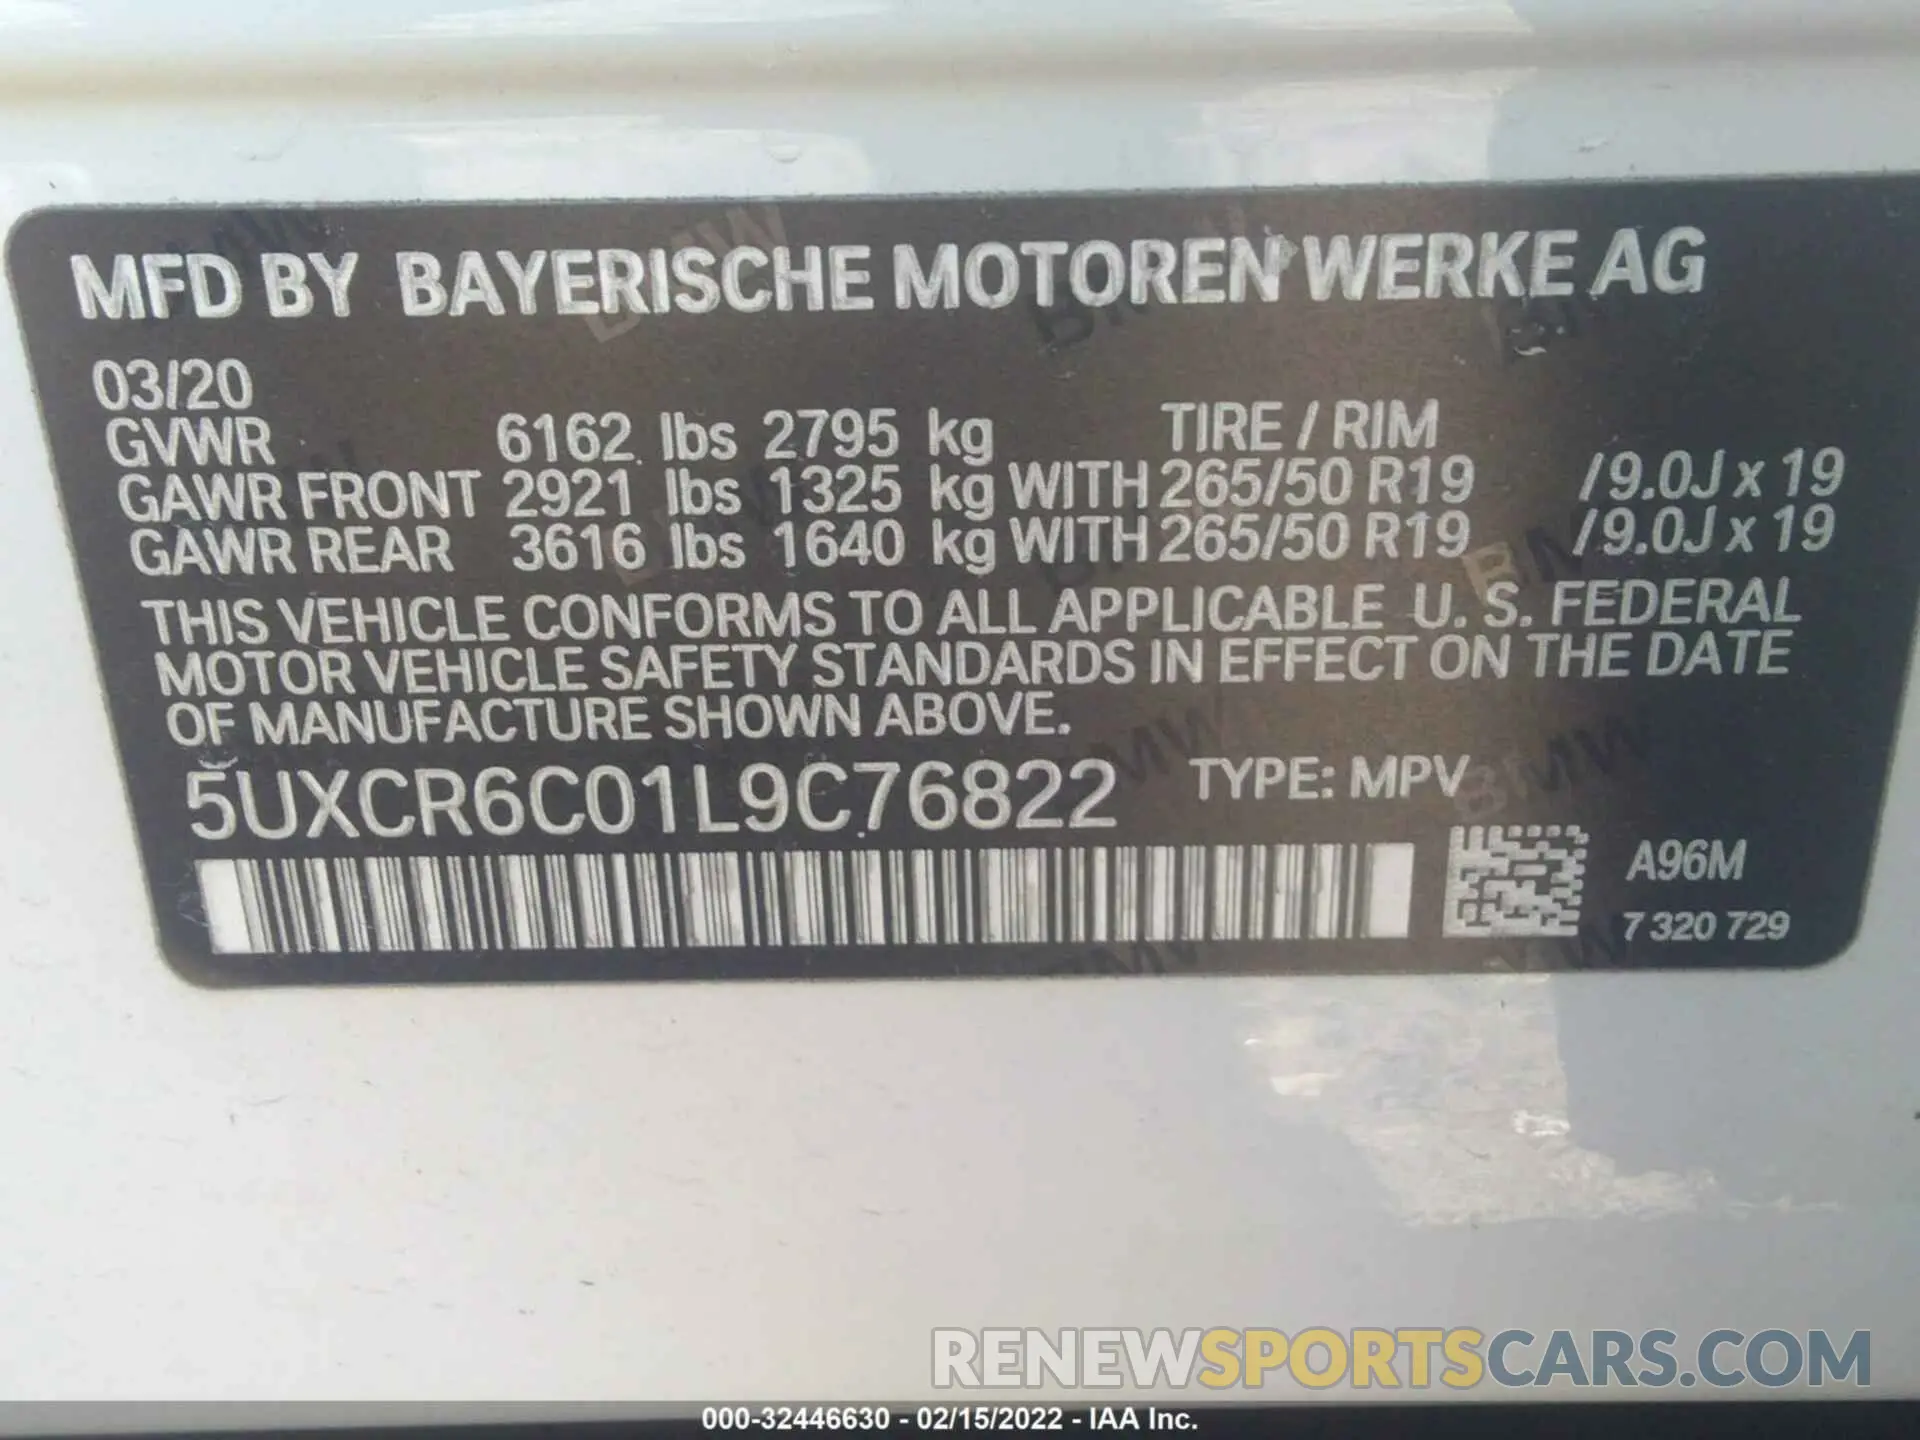 MFD BY BAYERISCHE MOTOREN WERKE AG
03/20
GVWR 6162 lbs 2795 kg TIRE / RIM
GAWR FRONT 2921 lbs 1325 kg WITH 265/50 R19 /9.0J x 19
GAWR REAR 3616 lbs 1640 kg WITH 265/50 R19 /9.0J x 19
THIS VEHICLE CONFORMS TO ALL APPLICABLE U. S. FEDERAL
MOTOR VEHICLE SAFETY STANDARDS IN EFFECT ON THE DATE
OF MANUFACTURE SHOWN ABOVE.
5UXCR6C01L9C76822 TYPE: MPV
A96M
7 320 729
RENEWSPORTSCARS.COM
000-32446630 - 02/15/2022 - IAA Inc.